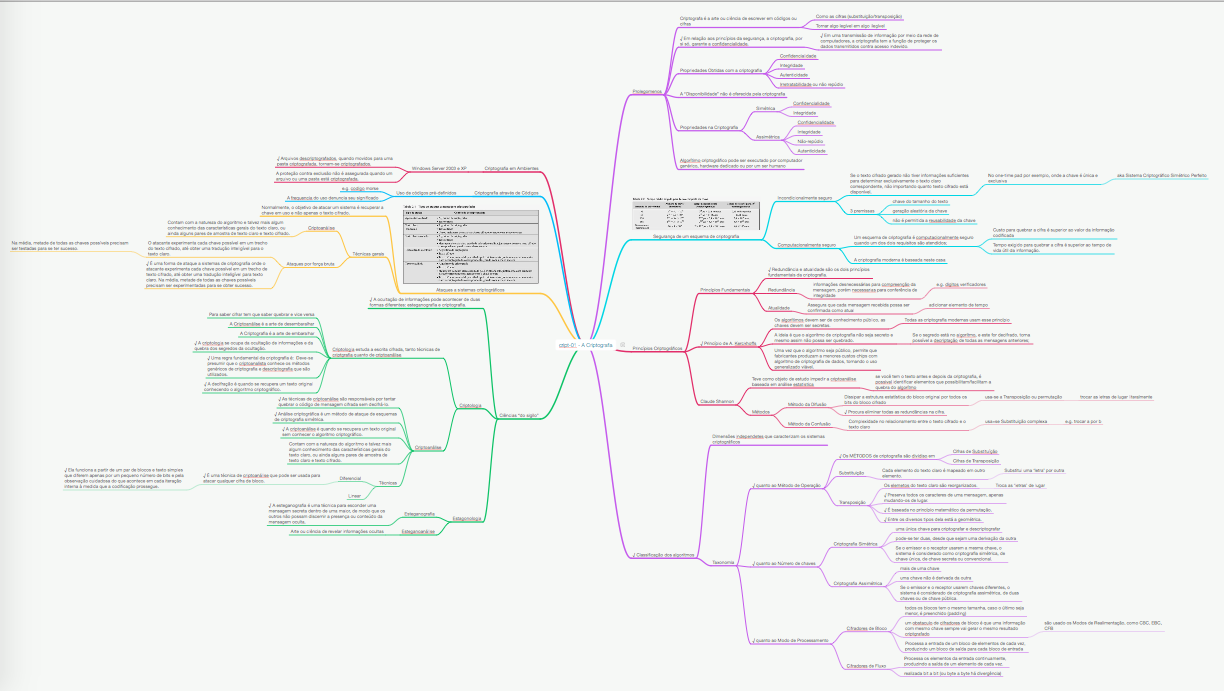 cript-01 - A Criptografia
Prolegômenos
Criptografia é a arte ou ciência de escrever em códigos ou
cifras
Como as cifras (substituição/transposição)
Tornar algo legível em algo ilegível
√ Em relação aos princípios da segurança, a criptografia, por
si só, garante a confidencialidade.
√ Em uma transmissão de informação por meio da rede de
computadores, a criptografia tem a função de proteger os
dados transmitidos contra acesso indevido.
Propriedades Obtidas com a criptografia
Confidencialidade
Integridade
Autenticidade
Irretratabilidade ou não repúdio
A "Disponibilidade" não é oferecida pela criptografia
Propriedades na Criptografia
Simétrica
Confidencialidade
Integridade
Assimétrica
Confidencialidade
Integridade
Não-repúdio
Autenticidade
Algoritmo criptográfico pode ser executado por computador
genérico, hardware dedicado ou por um ser humano
Segurança de um esquema de criptografia
Incondicionalmente seguro
Se o texto cifrado gerado não tiver informações suficientes
para determinar exclusivamente o texto claro
correspondente, não importando quanto texto cifrado está
disponível.
No one-time pad por exemplo, onde a chave é única e
exclusiva
aka Sistema Criptográfico Simétrico Perfeito
3 premissas
chave do tamanho do texto
geração aleatória da chave
não é permitida a reusabilidade da chave
Computacionalmente seguro
Um esquema de criptografia é computacionalmente seguro
quando um dos dois requisitos são atendidos:
Custo para quebrar a cifra é superior ao valor da informação
codificada
Tempo exigido para quebrar a cifra é superior ao tempo de
vida útil da informação.
A criptografia moderna é baseada neste caso.
Princípios Criptográficos
Princípios Fundamentais
√ Redundância e atualidade são os dois princípios
fundamentais da criptografia.
Redundância
informações desnecessárias para compreensão da
mensagem, porém necessárias para conferência de
integridade
e.g. dígitos verificadores
Atualidade
Assegura que cada mensagem recebida possa ser
confirmada como atual
adicionar elemento de tempo
√ Princípio de A. Kerckhoffs
Os algoritmos devem ser de conhecimento público, as
chaves devem ser secretas
Todas as criptografias modernas usam esse princípio.
A ideia é que o algoritmo de criptografia não seja secreto e
mesmo assim não possa ser quebrado.
Se o segredo está no algoritmo, e este for decifrado, torna
possível a decriptação de todas as mensagens anteriores.
Uma vez que o algoritmo seja público, permite que
fabricantes produzam a menores custos chips com
algoritmo de criptografia de dados, tornando o uso
generalizado viável.
Claude Shannon
Teve como objeto de estudo impedir a criptoanálise
baseada em análise estatística
se você tem o texto antes e depois da criptografia, é
possível identificar elementos que possibilitam/facilitam a
quebra do algoritmo
Métodos
Método da Difusão
Dissipar a estrutura estatística do bloco original por todos os
bits do bloco cifrado
usa-se a Transposição ou permutação
trocar as letras de lugar literalmente
√ Procura eliminar todas as redundâncias na cifra.
Método da Confusão
Complexidade no relacionamento entre o texto cifrado e o
texto claro
usa-se Substituição complexa
e.g. trocar a por b
√ Classificação dos algoritmos
Dimensões independentes que caracterizam os sistemas
criptográficos
Taxonomia
√ quanto ao Método de Operação
√ Os MÉTODOS de criptografia são dividos em
Cifras de Substituição
Cifras de Transposição
Substituição
Cada elemento do texto claro é mapeado em outro
elemento
Substitui uma "letra" por outra
Transposição
Os elementos do texto claro são reorganizados
Troca as "letras" de lugar
√ Preserva todos os caracteres de uma mensagem, apenas
mudando-os de lugar.
√ É baseada no princípio matemático da permutação.
√ Entre os diversos tipos dela está a geométrica.
√ quanto ao Número de chaves
Criptografia Simétrica
uma única chave para criptografar e descriptografar
pode-se ter duas, desde que sejam uma derivação da outra
Se o emissor e o receptor usarem a mesma chave, o
sistema é considerado como criptografia simétrica, de
chave única, de chave secreta ou convencional.
Criptografia Assimétrica
mais de uma chave
uma chave não é derivada da outra
Se o emissor e o receptor usarem chaves diferentes, o
sistema é considerado de criptografia assimétrica, de duas
chaves ou de chave pública.
√ quanto ao Modo de Processamento
Cifradores de Bloco
todos os blocos tem o mesmo tamanho, caso o último seja
menor, é preenchido (padding)
um obstáculo de cifradores de bloco é que uma informação
com mesma chave sempre vai gerar o mesmo resultado
criptografado
são usados os Modos de Realimentação, como CBC, EBC,
CFB
Processa a entrada de um bloco de elementos de cada vez,
produzindo um bloco de saída para cada bloco de entrada
Cifradores de Fluxo
Processa os elementos da entrada continuamente,
produzindo a saída de um elemento de cada vez.
realizada bit a bit (ou byte a byte há divergência)
Criptografia em Ambientes
Windows Server 2003 e XP
√ Arquivos descriptografados, quando movidos para uma
pasta criptografada, tornam-se criptografados.
A proteção contra exclusão não é assegurada quando um
arquivo ou uma pasta está criptografado.
Criptografia através de Códigos
Uso de códigos pré-definidos
e.g. codigo morse
A frequência do uso denuncia seu significado
Ataques a sistemas criptográficos
Técnicas gerais
Normalmente, o objetivo de atacar um sistema é recuperar a
chave em uso e não apenas o texto cifrado.
Criptoanálise
Contam com a natureza do algoritmo e talvez mais algum
conhecimento das características gerais do texto claro, ou
ainda alguns pares de amostra de texto claro e texto cifrado.
Ataques por força bruta
O atacante experimenta cada chave possível em um trecho
do texto cifrado, até obter uma tradução inteligível para o
texto claro.
Na média, metade de todas as chaves possíveis precisam
ser testadas para se ter sucesso.
√ É uma forma de ataque a sistemas de criptografia onde o
atacante experimenta cada chave possível em um trecho de
texto cifrado, até obter uma tradução inteligível para texto
claro. Na média, metade de todas as chaves possíveis
precisam ser experimentadas para se obter sucesso.
Ciências "do sigilo"
√ A ocultação de informações pode acontecer de duas
formas diferentes: esteganografia e criptografia.
Criptologia
Criptologia estuda a escrita cifrada, tanto técnicas de
criptografia quanto de criptoanálise
Para saber cifrar tem que saber quebrar e vice versa.
A Criptoanálise é a arte de desembaralhar
A Criptografia é a arte de embaralhar
√ A criptologia se ocupa da ocultação de informações e da
quebra dos segredos de ocultação.
√ Uma regra fundamental da criptografia é: Deve-se
presumir que o criptoanalista conhece os métodos
genéricos de criptografia e descriptografia que são
utilizados.
√ A decifração é quando se recupera um texto original
conhecendo o algoritmo criptográfico.
Criptoanálise
√ As técnicas de criptoanálise são responsáveis por tentar
quebrar o código de mensagem cifrada sem decifrá-lo.
√ Análise criptográfica é um método de ataque de esquemas
de criptografia simétrica.
√ A criptoanálise é quando se recupera um texto original
sem conhecer o algoritmo criptográfico.
Contam com a natureza do algoritmo e talvez mais
algum conhecimento das características gerais do
texto claro, ou ainda alguns pares de amostra de
texto claro e texto cifrado.
Técnicas
Diferencial
√ É uma técnica de criptoanálise que pode ser usada para
atacar qualquer cifra de bloco.
√ Ela funciona a partir de um par de blocos e texto simples
que diferem apenas por um pequeno número de bits e pela
observação cuidadosa do que acontece em cada iteração
interna à medida que a codificação prossegue.
Linear
Estegonologia
Esteganografia
√ A esteganografia é uma técnica para esconder uma
mensagem secreta dentro de uma maior, de modo que os
outros não possam discernir a presença ou conteúdo da
mensagem oculta.
Esteganoanálise
Arte ou ciência de revelar informações ocultas